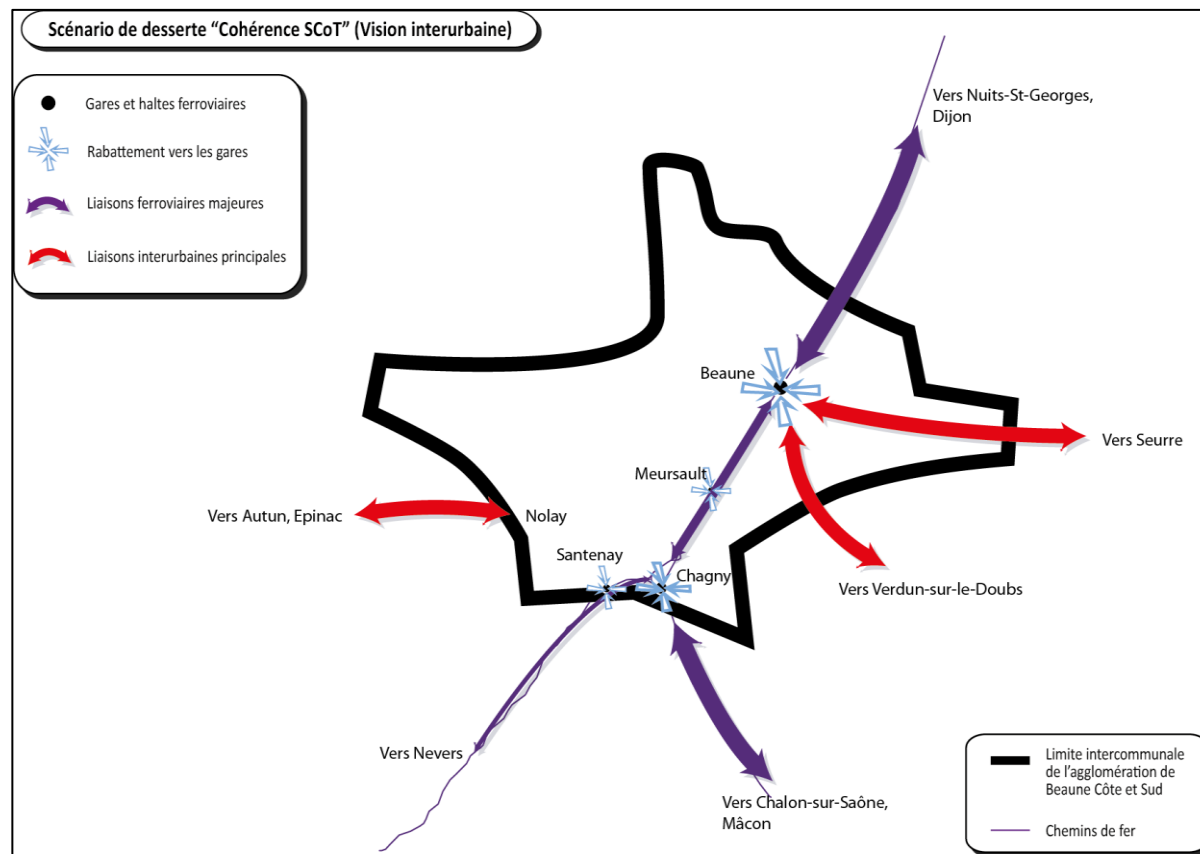 Scénario de desserte “Cohérence SCoT” (Vision interurbaine)
Gares et haltes ferroviaires
Rabattement vers les gares
Liaisons ferroviaires majeures
Liaisons interurbaines principales
Vers Nuits-St-Georges,
Dijon
Beaune
Vers Seurre
Meursault
Vers Autun, Epinac
Nolay
Santenay
Chagny
Vers Verdun-sur-le-Doubs
Vers Nevers
Vers Chalon-sur-Saône,
Mâcon
Limite intercommunale
de l’agglomération de
Beaune Côte et Sud
Chemins de fer